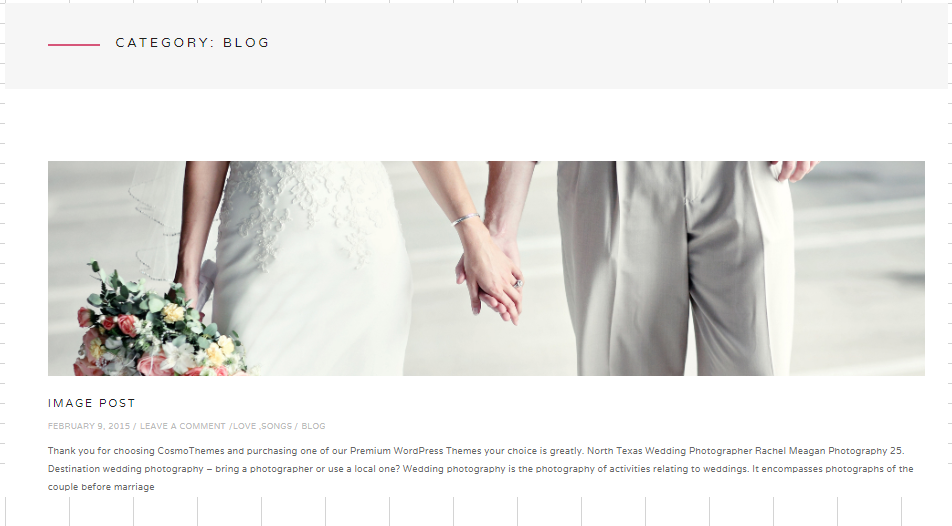 CATEGORY: BLOG
IMAGE POST
FEBRUARY 9, 2015 / LEAVE A COMMENT /LOVE ,SONGS / BLOG
Thank you for choosing CosmoThemes and purchasing one of our Premium WordPress Themes your choice is greatly. North Texas Wedding Photographer Rachel Meagan Photography 25.
Destination wedding photography – bring a photographer or use a local one? Wedding photography is the photography of activities relating to weddings. It encompasses photographs of the
couple before marriage